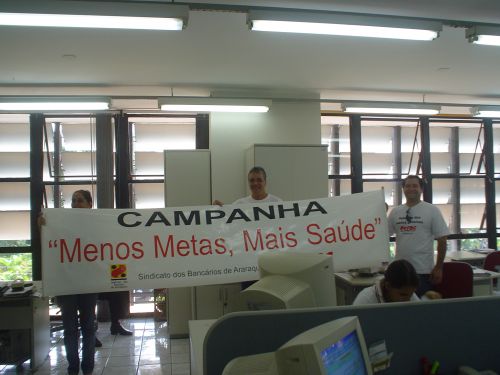 CAMPANHA
“Menos Metas, Mais Saúde”
Sindicato dos Bancários de Araraq